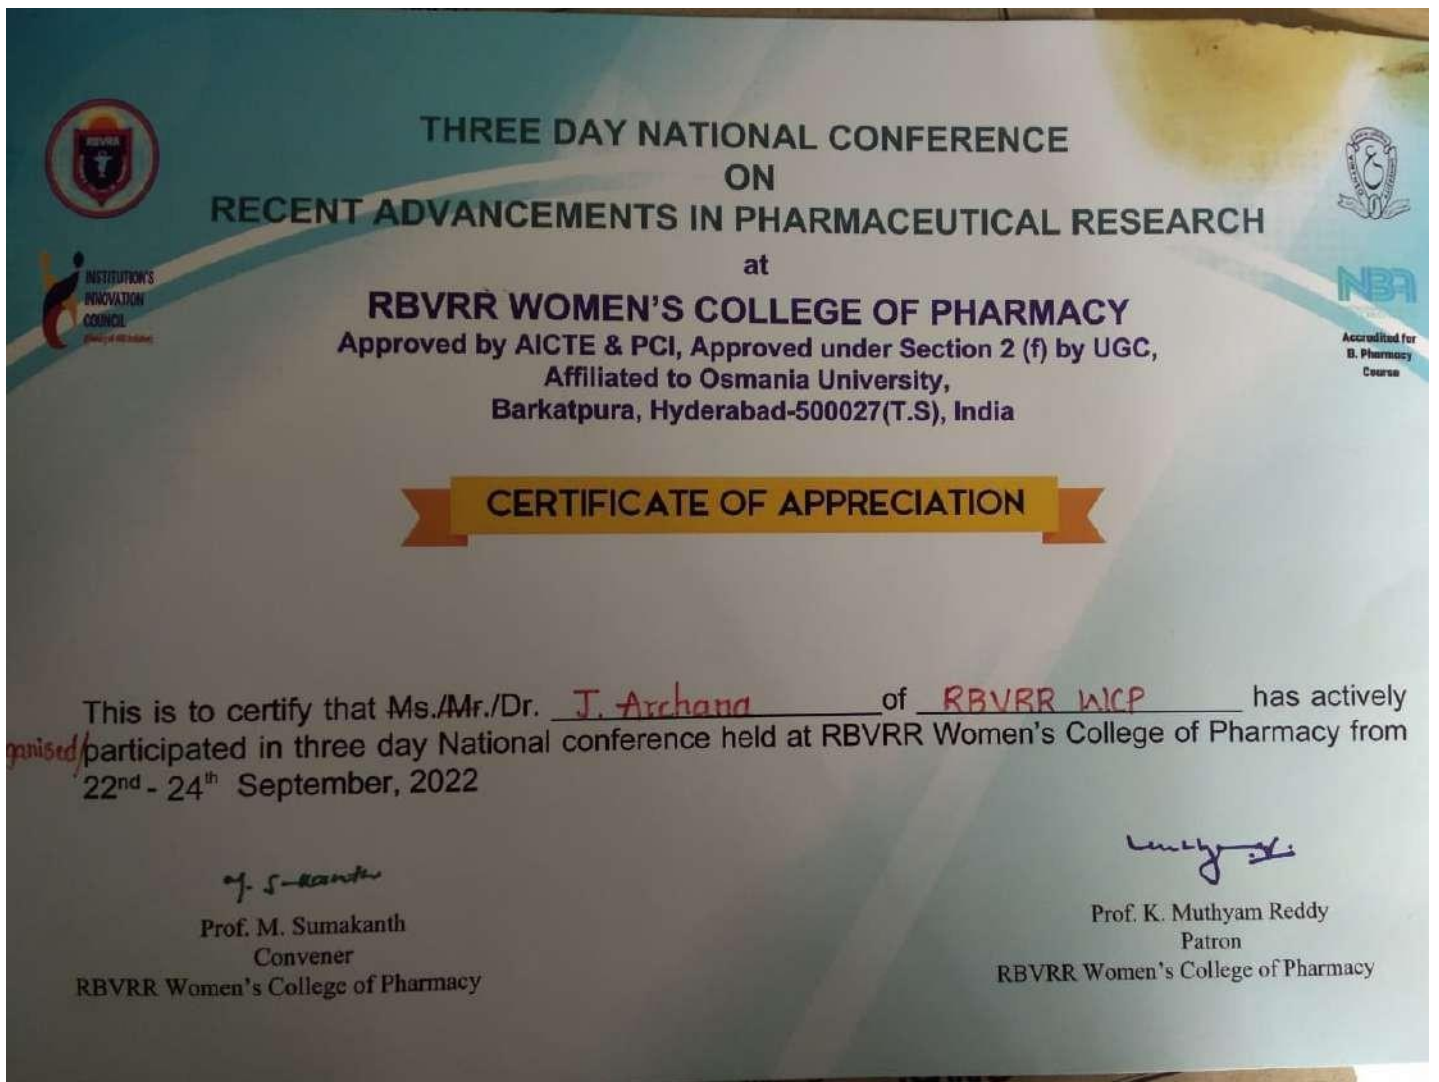 THREE DAY NATIONAL CONFERENCE
ON
RECENT ADVANCEMENTS IN PHARMACEUTICAL RESEARCH
at
RBVRR WOMEN'S COLLEGE OF PHARMACY
Approved by AICTE & PCI, Approved under Section 2 (f) by UGC,
Affiliated to Osmania University,
Barkatpura, Hyderabad-500027(T.S), India
RBVRR
INSTITUTION'S
INNOVATION
COUNCIL
NBA
Accredited for
B. Pharmacy
Course
CERTIFICATE OF APPRECIATION
This is to certify that Ms./Mr./Dr. J. Archana of RBVRR WCP has actively
ganised/participated in three day National conference held at RBVRR Women's College of Pharmacy from
22nd - 24th September, 2022
Prof. M. Sumakanth
Convener
RBVRR Women's College of Pharmacy
Prof. K. Muthyam Reddy
Patron
RBVRR Women's College of Pharmacy